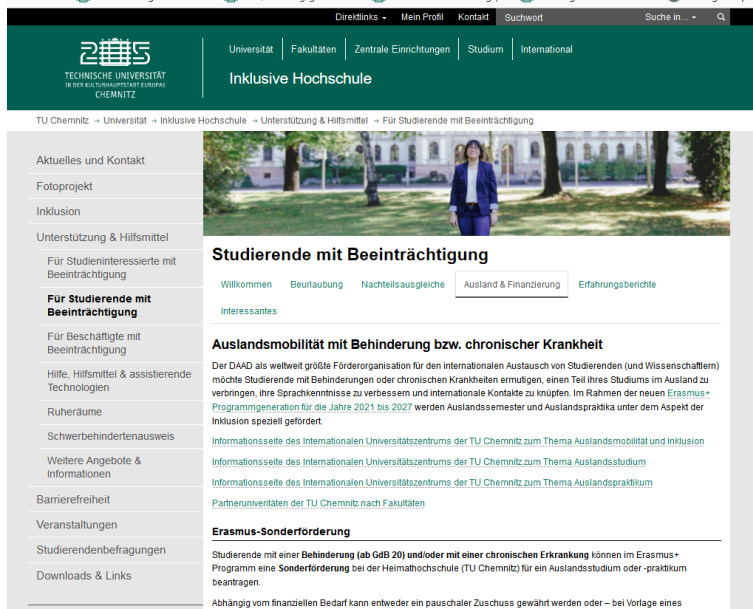 Direktlinks Mein Profil Kontakt Suchwort Suche in...
TECHNISCHE UNIVERSITÄT
IN DER KULTURHAUPTSTADT EUROPAS
CHEMNITZ
Universität Fakultäten Zentrale Einrichtungen Studium International
Inklusive Hochschule
TU Chemnitz → Universität → Inklusive Hochschule → Unterstützung & Hilfsmittel → Für Studierende mit Beeinträchtigung
Aktuelles und Kontakt
Fotoprojekt
Inklusion
Unterstützung & Hilfsmittel
Für Studieninteressierte mit
Beeinträchtigung
Für Studierende mit
Beeinträchtigung
Für Beschäftigte mit
Beeinträchtigung
Hilfe, Hilfsmittel & assistierende
Technologien
Ruheräume
Schwerbehindertenausweis
Weitere Angebote &
Informationen
Barrierefreiheit
Veranstaltungen
Studierendenbefragungen
Downloads & Links
Studierende mit Beeinträchtigung
Willkommen Beurlaubung Nachteilsausgleiche Ausland & Finanzierung Erfahrungsberichte
Interessantes
Auslandsmobilität mit Behinderung bzw. chronischer Krankheit
Der DAAD als weltweit größte Förderorganisation für den internationalen Austausch von Studierenden (und Wissenschaftlern)
möchte Studierende mit Behinderungen oder chronischen Krankheiten ermutigen, einen Teil ihres Studiums im Ausland zu
verbringen, ihre Sprachkenntnisse zu verbessern und internationale Kontakte zu knüpfen. Im Rahmen der neuen Erasmus+
Programmgeneration für die Jahre 2021 bis 2027 werden Auslandssemester und Auslandspraktika unter dem Aspekt der
Inklusion speziell gefördert.
Informationsseite des Internationalen Universitätszentrums der TU Chemnitz zum Thema Auslandsmobilität und Inklusion
Informationsseite des Internationalen Universitätszentrums der TU Chemnitz zum Thema Auslandsstudium
Informationsseite des Internationalen Universitätszentrums der TU Chemnitz zum Thema Auslandspraktikum
Partneruniveritäten der TU Chemnitz nach Fakultäten
Erasmus-Sonderförderung
Studierende mit einer Behinderung (ab GdB 20) und/oder mit einer chronischen Erkrankung können im Erasmus+
Programm eine Sonderförderung bei der Heimathochschule (TU Chemnitz) für ein Auslandsstudium oder -praktikum
beantragen.
Abhängig vom finanziellen Bedarf kann entweder ein pauschaler Zuschuss gewährt werden oder – bei Vorlage eines